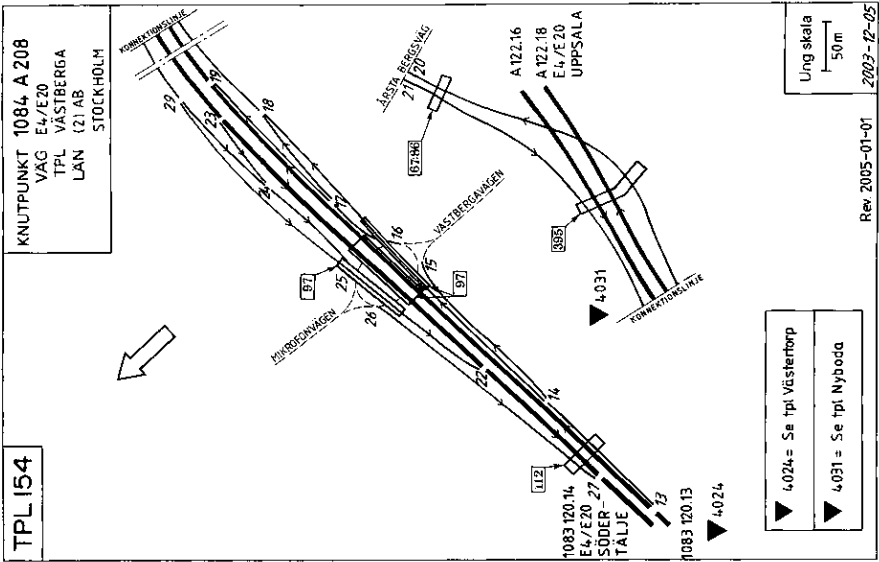 TPL 154
KNUTPUNKT 1084 A 208
VÄG E4/E20
TPL VÄSTBERGA
LÄN (2) AB
STOCKHOLM
KONNEKTIONSLINJE
29
23
19
24
18
17
97
25
16
VÄSTBERGAVÄGEN
15
26
MIKROFONVÄGEN
97
22
14
112
27
13
1083 120.14
E4/E20
SÖDER-
TÄLJE
1083 120.13
4024
ÅRSTA BERGSVÄG
21
20
6786
A 122.16
A 122.18
E4/E20
UPPSALA
395
4031
KONNEKTIONSLINJE
4024 = Se tpl Västertorp
4031 = Se tpl Nyboda
Ung skala
50m
2003-12-05
Rev 2005-01-01